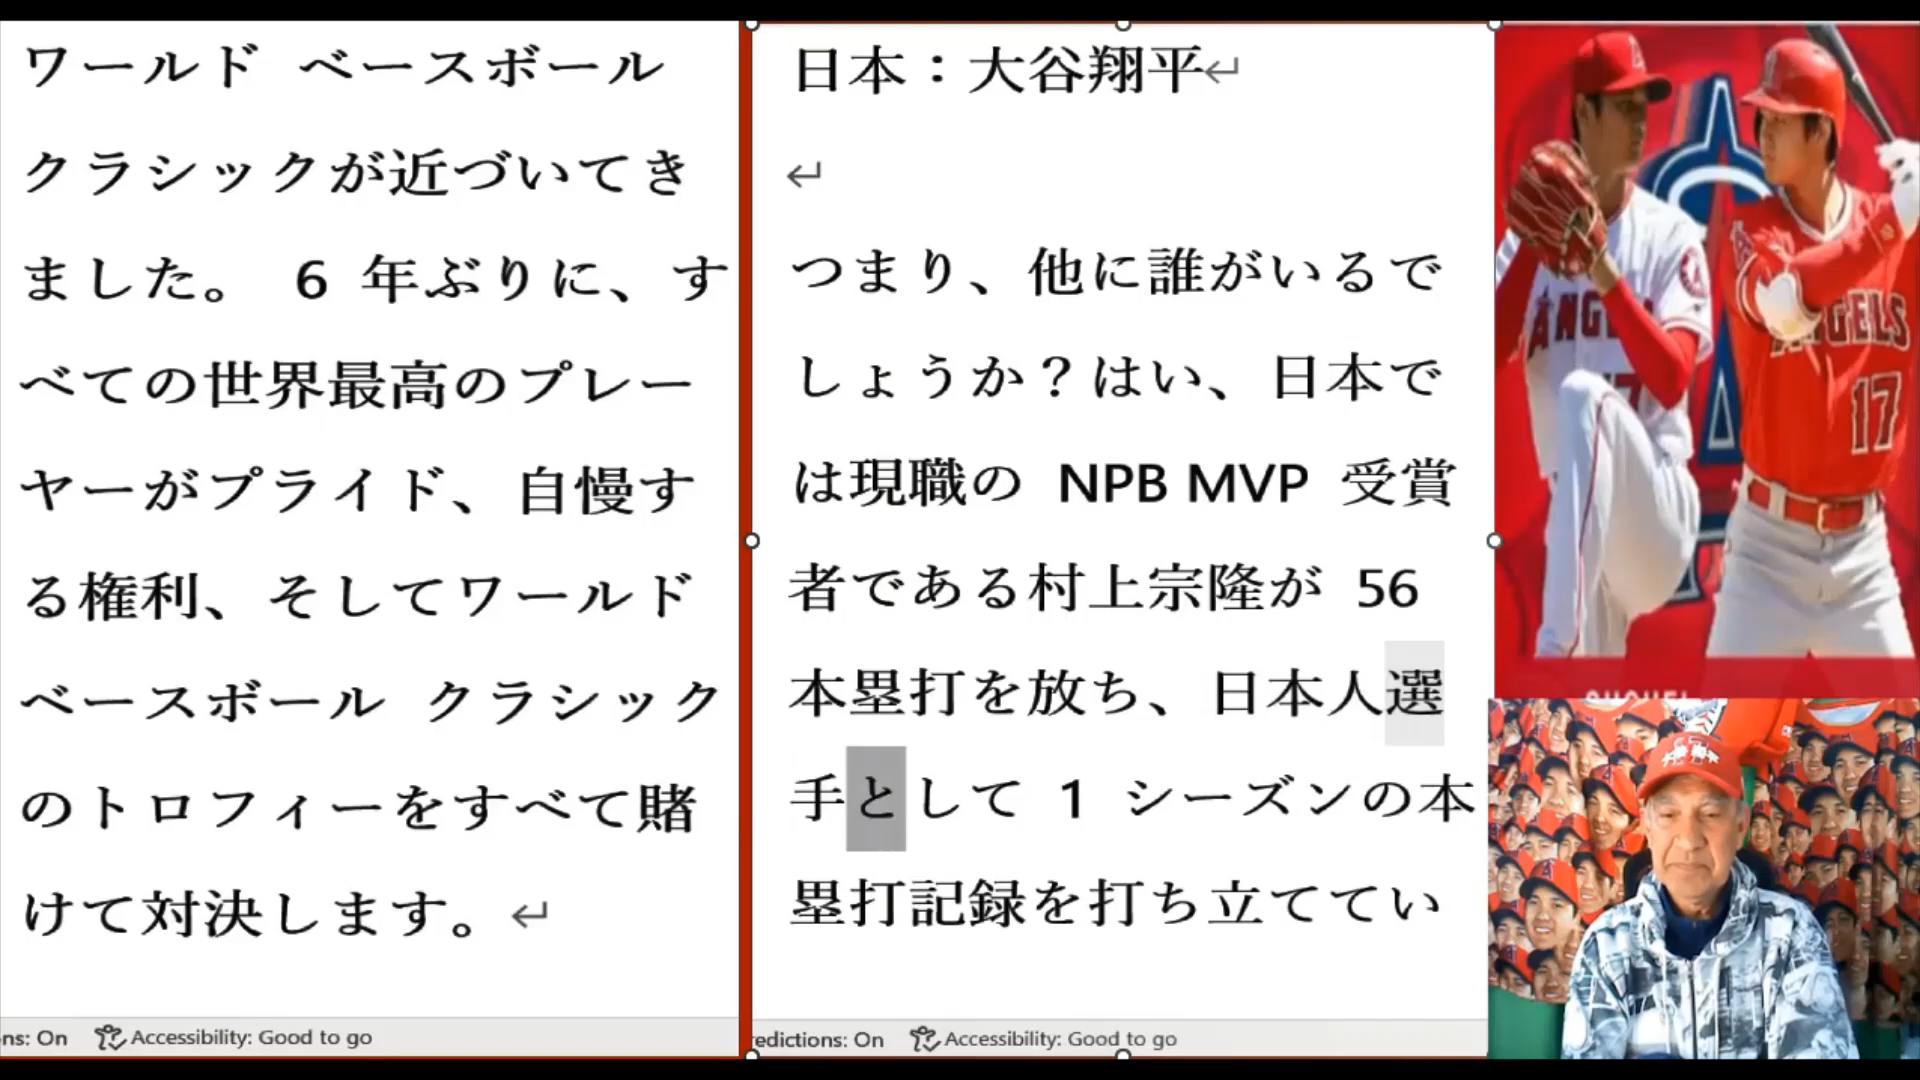 ワールド ベースボール
クラシックが近づいてき
ました。 6 年ぶりに、す
べての世界最高のプレー
ヤーがプライド、自慢す
る権利、そしてワールド
ベースボール クラシック
のトロフィーをすべて賭
けて対決します。↵
ns: On Accessibility: Good to go
日本：大谷翔平↵
↵
つまり、他に誰がいるで
しょうか？はい、日本で
は現職の NPB MVP 受賞
者である村上宗隆が 56
本塁打を放ち、日本人選
手として 1 シーズンの本
塁打記録を打ち立ててい
edictions: On Accessibility: Good to go
ANGELS
17